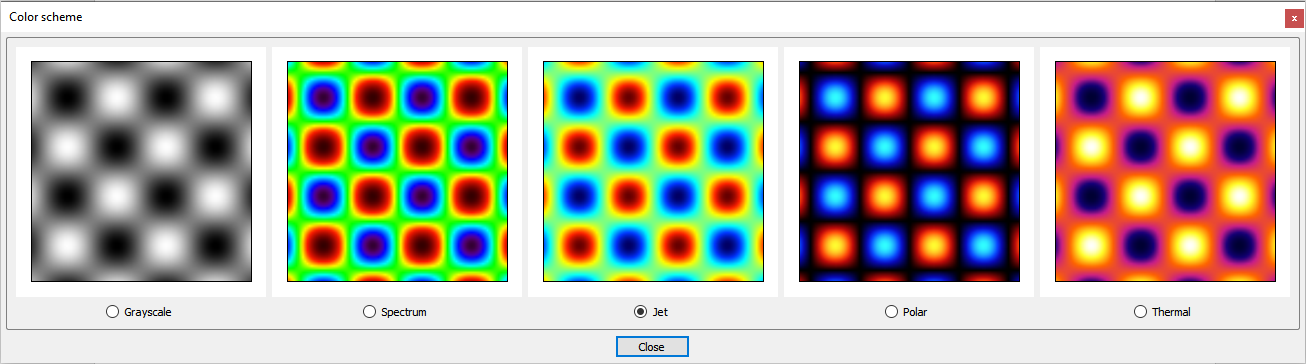 Color scheme
x
Grayscale
Spectrum
Jet
Polar
Thermal
Close